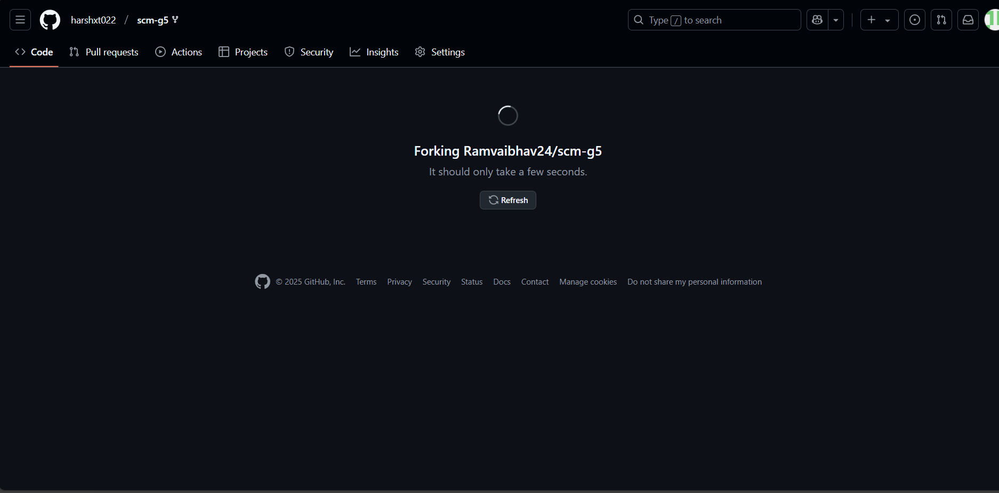 harshxt022 / scm-g5
Type / to search
Code Pull requests Actions Projects Security Insights Settings
Forking Ramvaibhav24/scm-g5
It should only take a few seconds.
Refresh
© 2025 GitHub, Inc. Terms Privacy Security Status Docs Contact Manage cookies Do not share my personal information